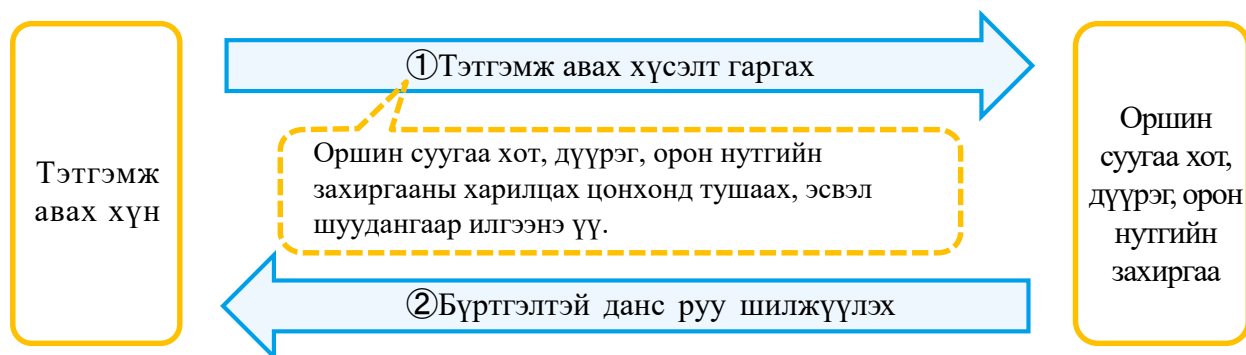 Тэтгэмж
авах хүн
①Тэтгэмж авах хүсэлт гаргах
Оршин суугаа хот, дүүрэг, орон нутгийн
захиргааны харилцах цонхонд тушаах, эсвэл
шуудангаар илгээнэ үү.
②Бүртгэлтэй данс руу шилжүүлэх
Оршин
суугаа хот,
дүүрэг, орон
нутгийн
захиргаа